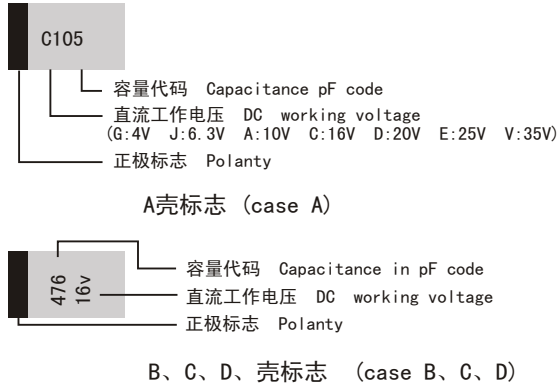 C105
容量代码 Capacitance pF code
直流工作电压 DC working voltage
(G:4V J:6.3V A:10V C:16V D:20V E:25V V:35V)
正极标志 Polanty
A壳标志 (case A)
476
16v
容量代码 Capacitance in pF code
直流工作电压 DC working voltage
正极标志 Polanty
B、C、D、壳标志 (case B、C、D)